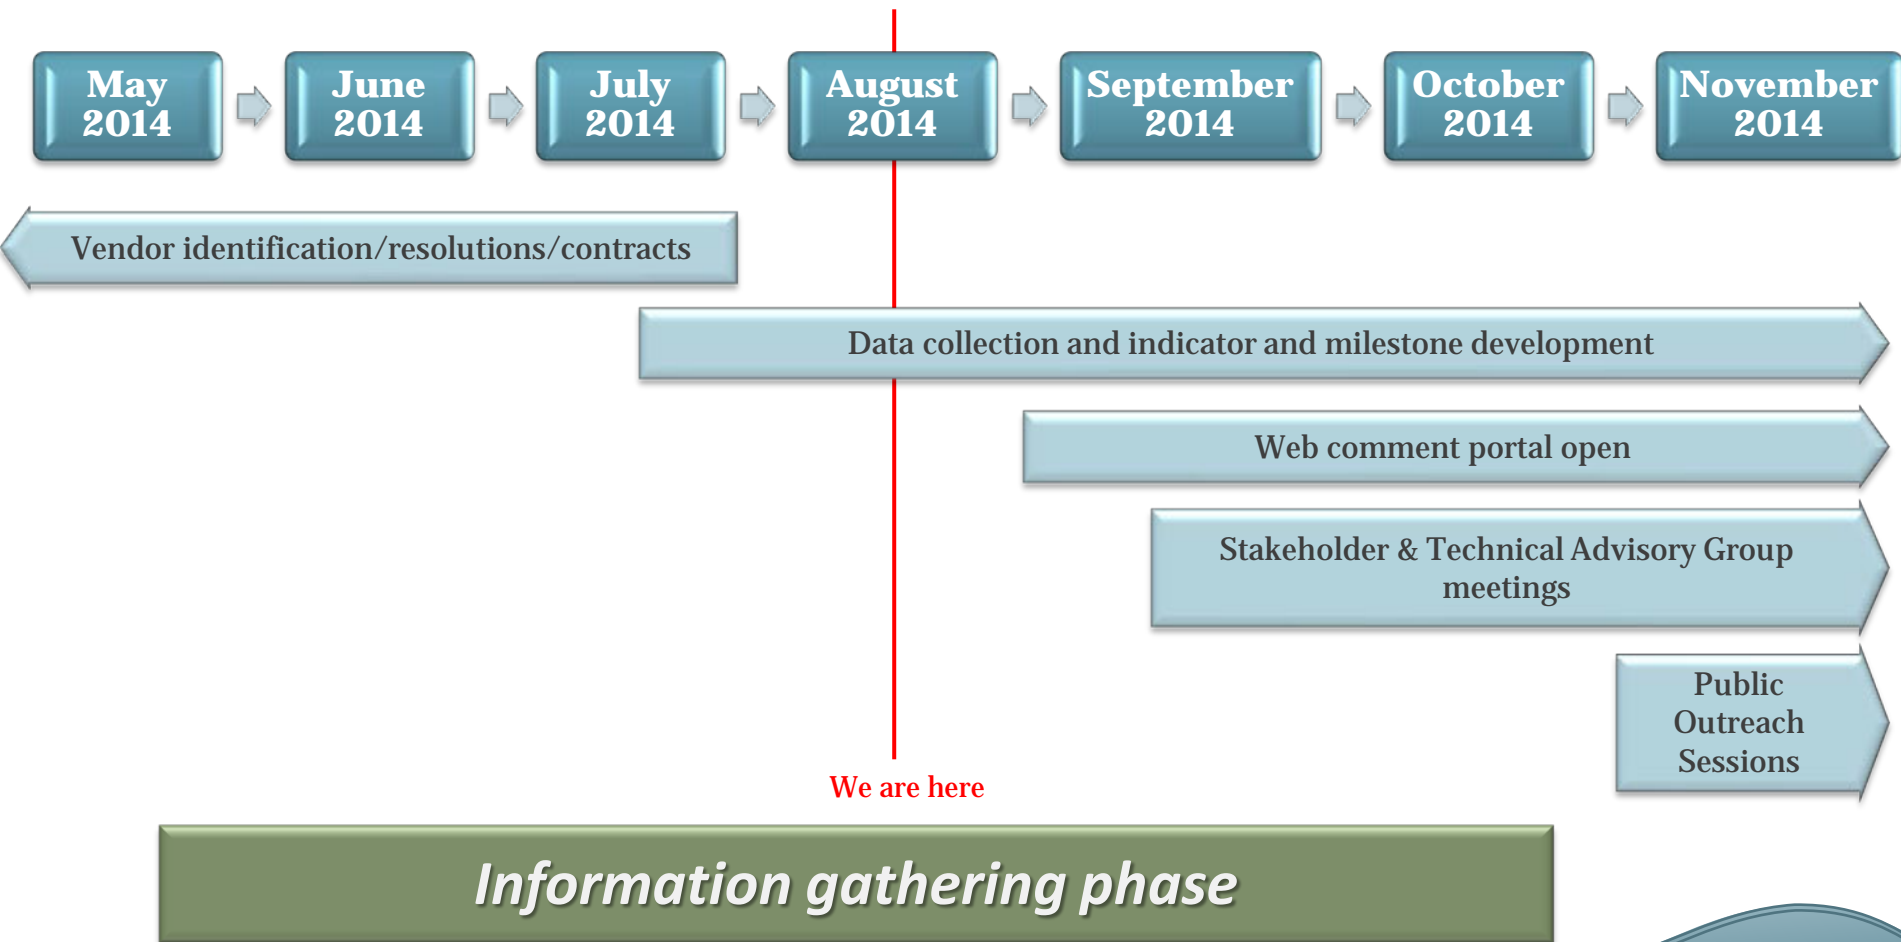 May
2014
June
2014
July
2014
August
2014
September
2014
October
2014
November
2014
Vendor identification/resolutions/contracts
Data collection and indicator and milestone development
Web comment portal open
Stakeholder & Technical Advisory Group
meetings
Public
Outreach
Sessions
We are here
Information gathering phase